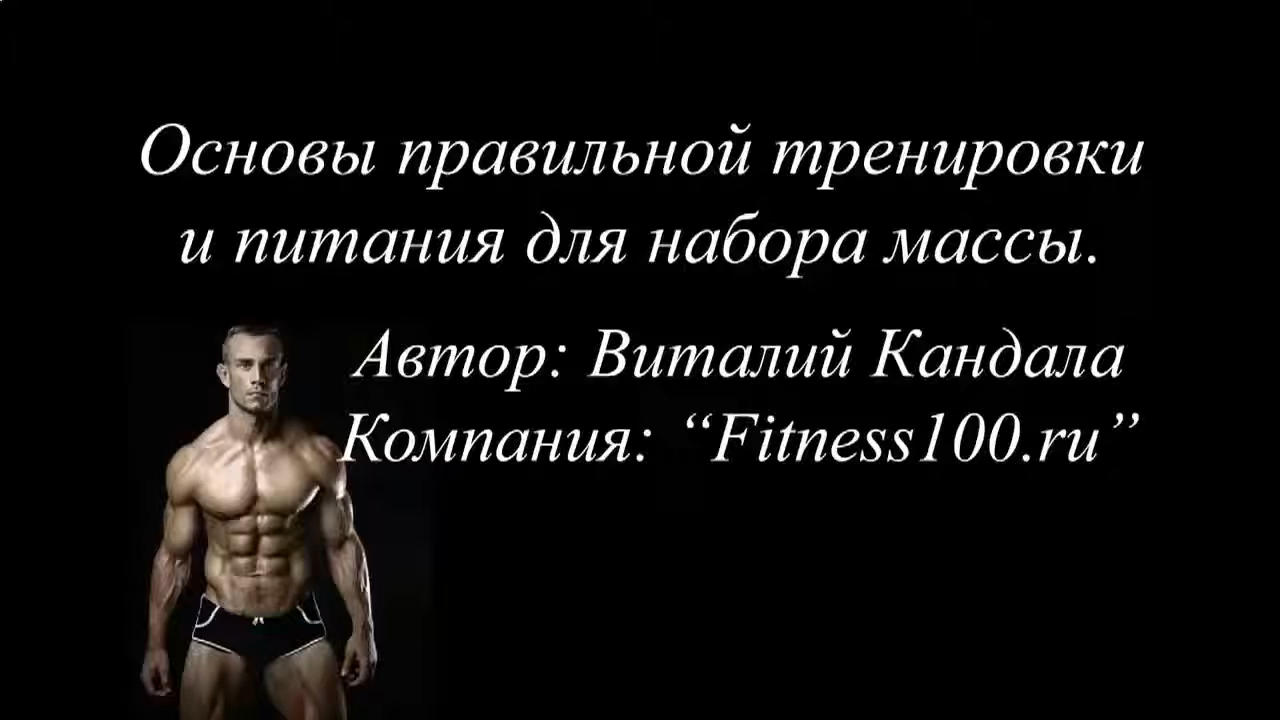 Основы правильной тренировки
и питания для набора массы.
Автор: Виталий Кандала
Компания: “Fitness100.ru”